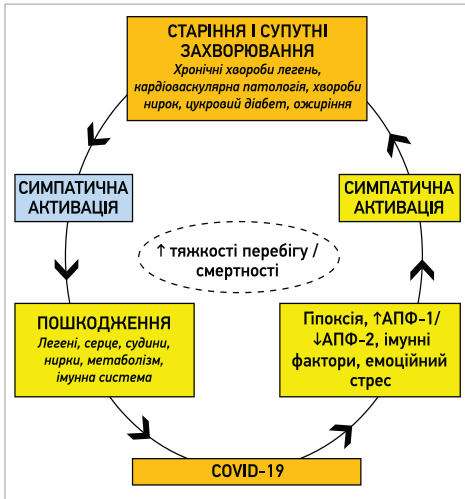 СТАРІННЯ І СУПУТНІ
ЗАХВОРЮВАННЯ
Хронічні хвороби легень,
кардіоваскулярна патологія, хвороби
нирок, цукровий діабет, ожиріння
СИМПАТИЧНА
АКТИВАЦІЯ
СИМПАТИЧНА
АКТИВАЦІЯ
↑ тяжкості перебігу /
смертності
ПОШКОДЖЕННЯ
Легені, серце, судини,
нирки, метаболізм,
імунна система
Гіпоксія, ↑АПФ-1/
↓АПФ-2, імунні
фактори, емоційний
стрес
COVID-19